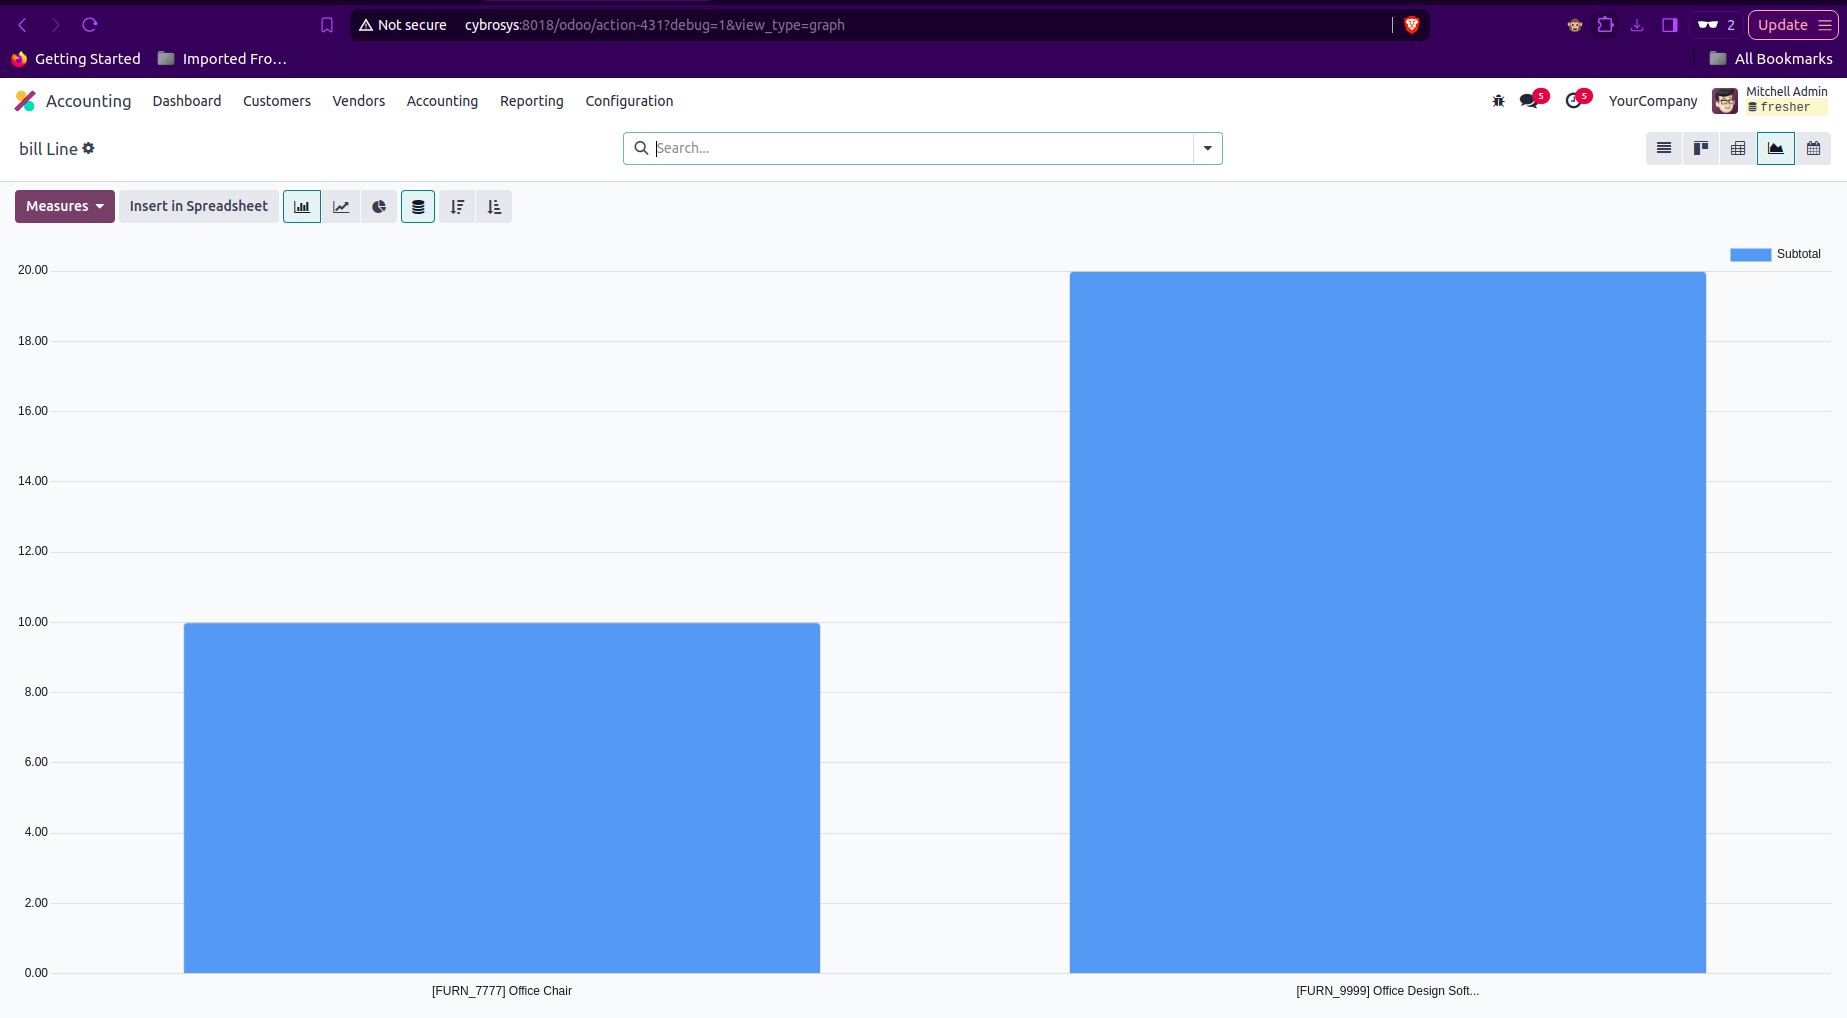 Not secure cybrosys:8018/odoo/action-431?debug=1&view_type=graph 2 Update
Getting Started Imported Fro... All Bookmarks
Accounting Dashboard Customers Vendors Accounting Reporting Configuration 5 5 YourCompany Mitchell Admin
fresher
bill Line Search...
Measures Insert in Spreadsheet
Subtotal
20.00
18.00
16.00
14.00
12.00
10.00
8.00
6.00
4.00
2.00
0.00
[FURN_7777] Office Chair [FURN_9999] Office Design Soft...